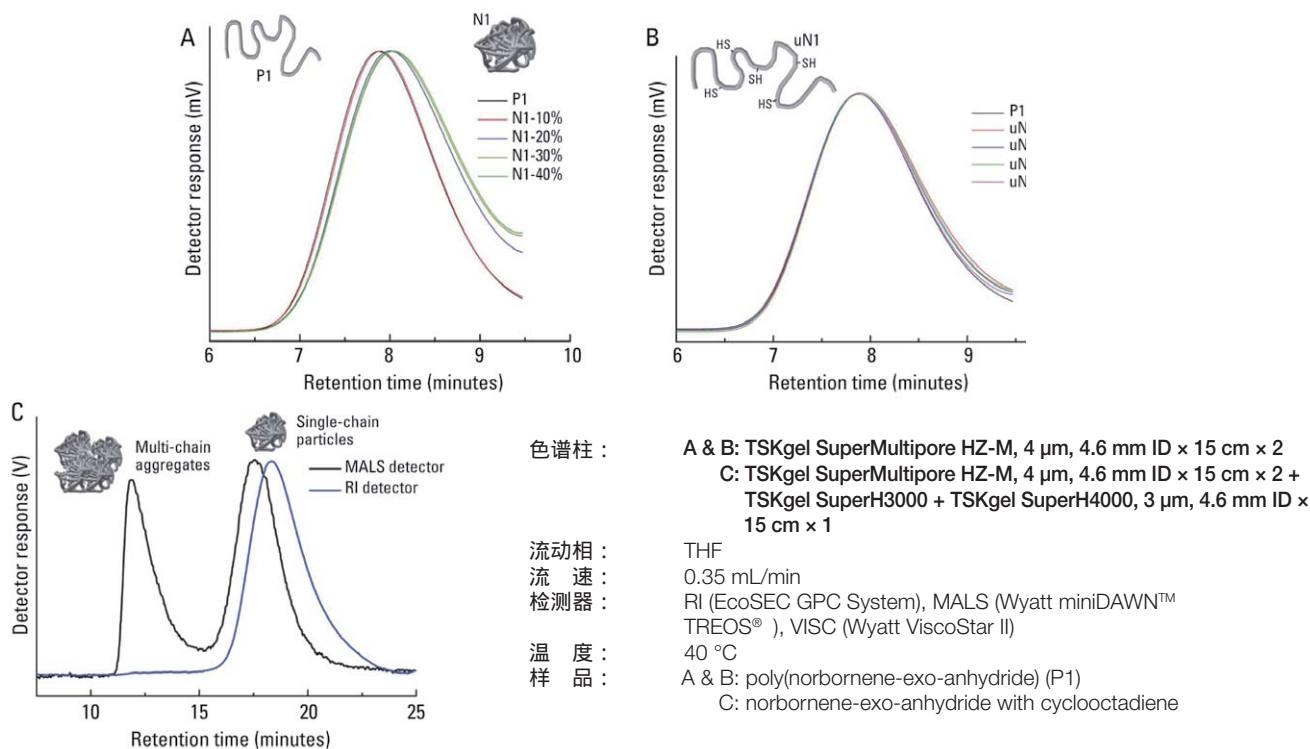 A
P1
N1
P1
N1-10%
N1-20%
N1-30%
N1-40%
Detector response (mV)
6
7
8
9
10
Retention time (minutes)
B
HS
SH
HS
HS
SH
uN1
P1
uN
uN
uN
uN
Detector response (mV)
6
7
8
9
Retention time (minutes)
C
Multi-chain
aggregates
Single-chain
particles
MALS detector
RI detector
Detector response (V)
10
15
20
25
Retention time (minutes)
色谱柱： A & B: TSKgel SuperMultipore HZ-M, 4 µm, 4.6 mm ID × 15 cm × 2
C: TSKgel SuperMultipore HZ-M, 4 µm, 4.6 mm ID × 15 cm × 2 +
TSKgel SuperH3000 + TSKgel SuperH4000, 3 µm, 4.6 mm ID ×
15 cm × 1
流动相： THF
流 速： 0.35 mL/min
检测器： RI (EcoSEC GPC System), MALS (Wyatt miniDAWN™
TREOS® ), VISC (Wyatt ViscoStar II)
温 度： 40 °C
样 品： A & B: poly(norbornene-exo-anhydride) (P1)
C: norbornene-exo-anhydride with cyclooctadiene